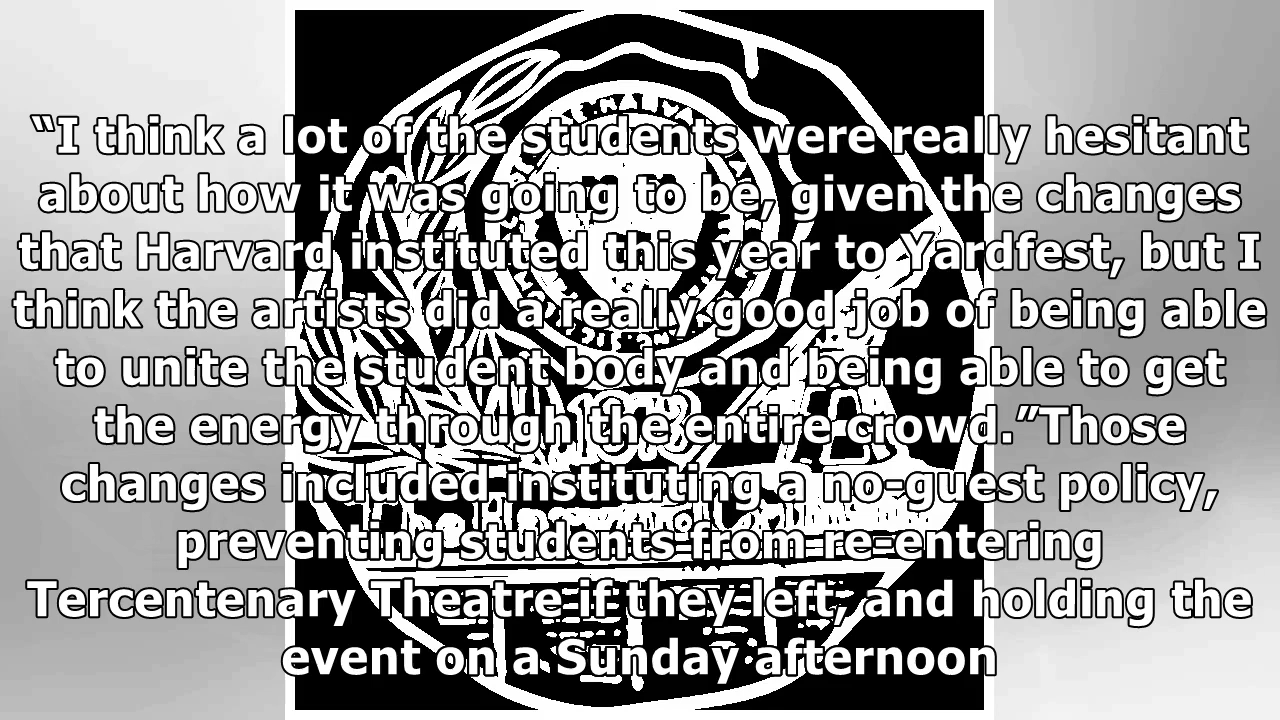 “I think a lot of the students were really hesitant
about how it was going to be, given the changes
that Harvard instituted this year to Yardfest, but I
think the artists did a really good job of being able
to unite the student body and being able to get
the energy through the entire crowd.”Those
changes included instituting a no-guest policy,
preventing students from re-entering
Tercentenary Theatre if they left, and holding the
event on a Sunday afternoon